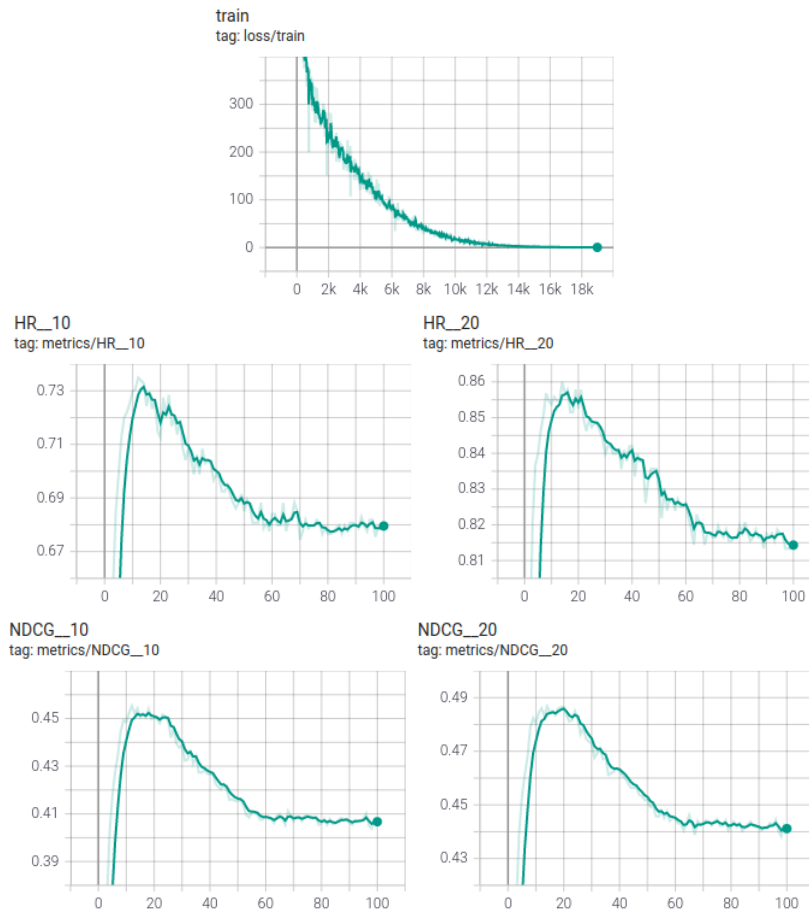 train
tag: loss/train
300
200
100
0
0 2k 4k 6k 8k 10k 12k 14k 16k 18k
HR__10
tag: metrics/HR__10
0.73
0.71
0.69
0.67
0 20 40 60 80 100
HR__20
tag: metrics/HR__20
0.86
0.85
0.84
0.83
0.82
0.81
0 20 40 60 80 100
NDCG__10
tag: metrics/NDCG__10
0.45
0.43
0.41
0.39
0 20 40 60 80 100
NDCG__20
tag: metrics/NDCG__20
0.49
0.47
0.45
0.43
0 20 40 60 80 100